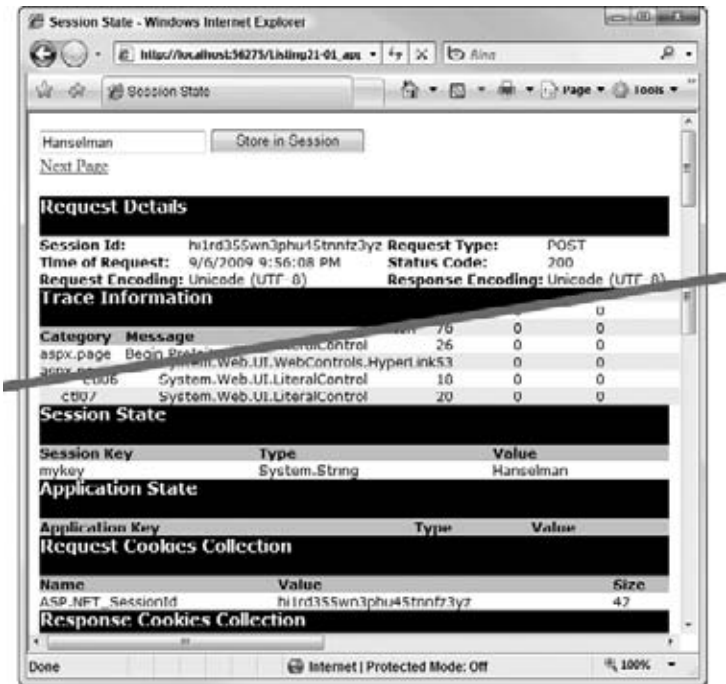 Session State - Windows Internet Explorer
http://localhost:56275/Listing21-01_apx
Bing
Session State
Page Tools
Hanselman Store in Session
Next Page
Request Details
Session Id: Request Type: POST
Time of Request: 9/6/2009 9:56:08 PM Status Code: 200
Request Encoding: Unicode (UTF-8) Response Encoding: Unicode (UTF-8)
Trace Information
0
76 0 0
Category Message
System.Web.UI.LiteralControl 26 0 0
aspx.page Begin
System.Web.UI.WebControls.HyperLink 53 0 0
ctl06 System.Web.UI.LiteralControl 10 0 0
ctl07 System.Web.UI.LiteralControl 20 0 0
Session State
Session Key Type Value
mykey System.String Hanselman
Application State
Application Key Type Value
Request Cookies Collection
Name Value Size
ASP.NET_SessionId 42
Response Cookies Collection
Done Internet | Protected Mode: Off 100%